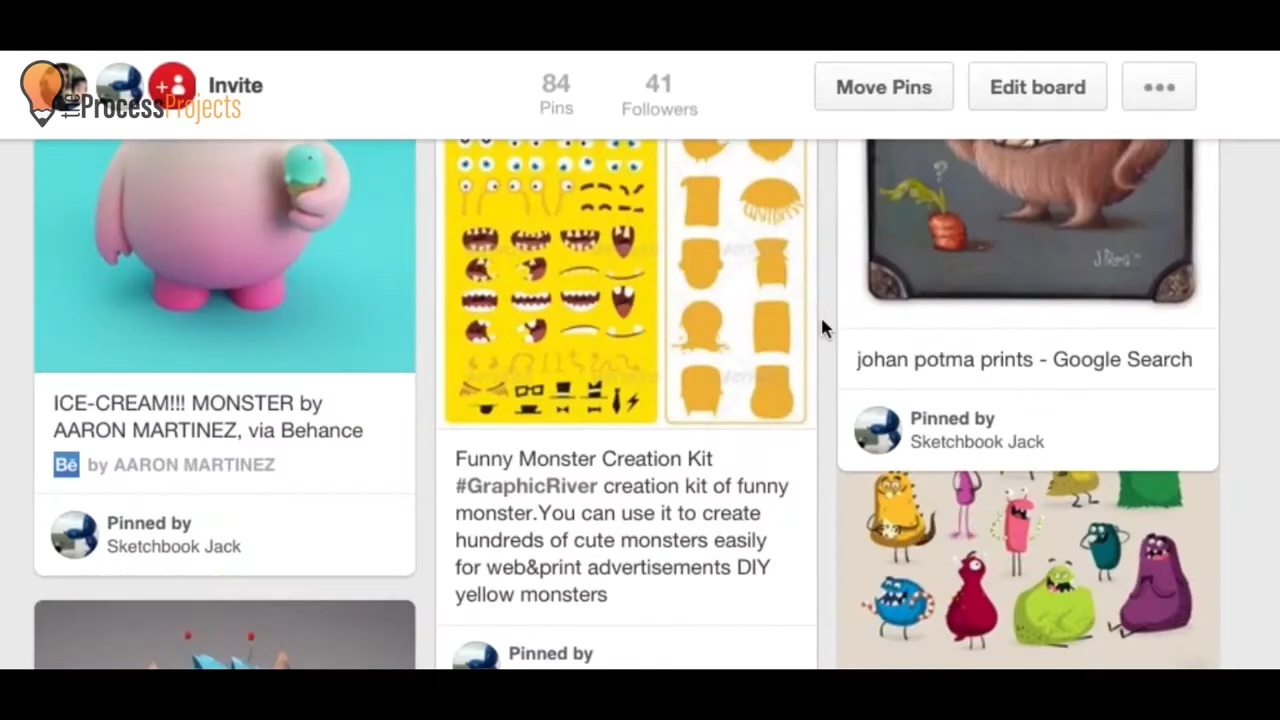 theProcessProjects
Invite
84
Pins
41
Followers
Move Pins
Edit board
ICE-CREAM!!! MONSTER by
AARON MARTINEZ, via Behance
Bē by AARON MARTINEZ
Pinned by
Sketchbook Jack
Funny Monster Creation Kit
#GraphicRiver creation kit of funny
monster.You can use it to create
hundreds of cute monsters easily
for web&print advertisements DIY
yellow monsters
Pinned by
johan potma prints - Google Search
Pinned by
Sketchbook Jack